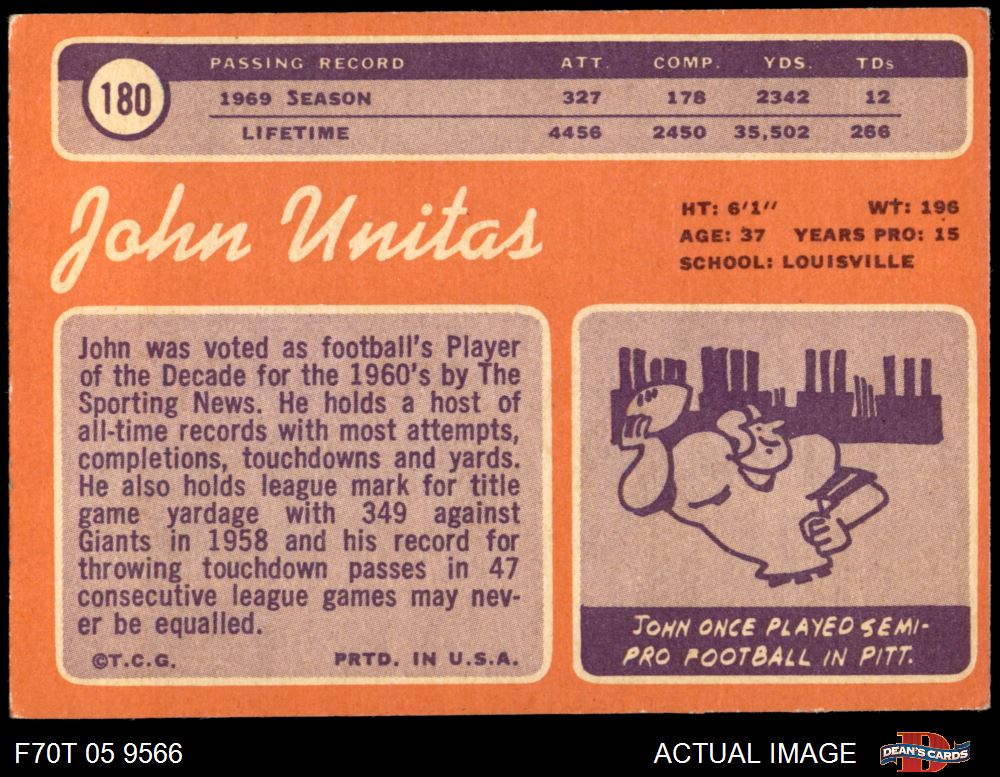 180
PASSING RECORD ATT. COMP. YDS. TDs
1969 SEASON 327 178 2342 12
LIFETIME 4456 2450 35,502 266
John Unitas
HT: 6'1" WT: 196
AGE: 37 YEARS PRO: 15
SCHOOL: LOUISVILLE
John was voted as football's Player
of the Decade for the 1960's by The
Sporting News. He holds a host of
all-time records with most attempts,
completions, touchdowns and yards.
He also holds league mark for title
game yardage with 349 against
Giants in 1958 and his record for
throwing touchdown passes in 47
consecutive league games may nev-
er be equalled.
©T.C.G. PRTD. IN U.S.A.
JOHN ONCE PLAYED SEMI-
PRO FOOTBALL IN PITT.
F70T 05 9566
ACTUAL IMAGE
D
DEAN'S CARDS